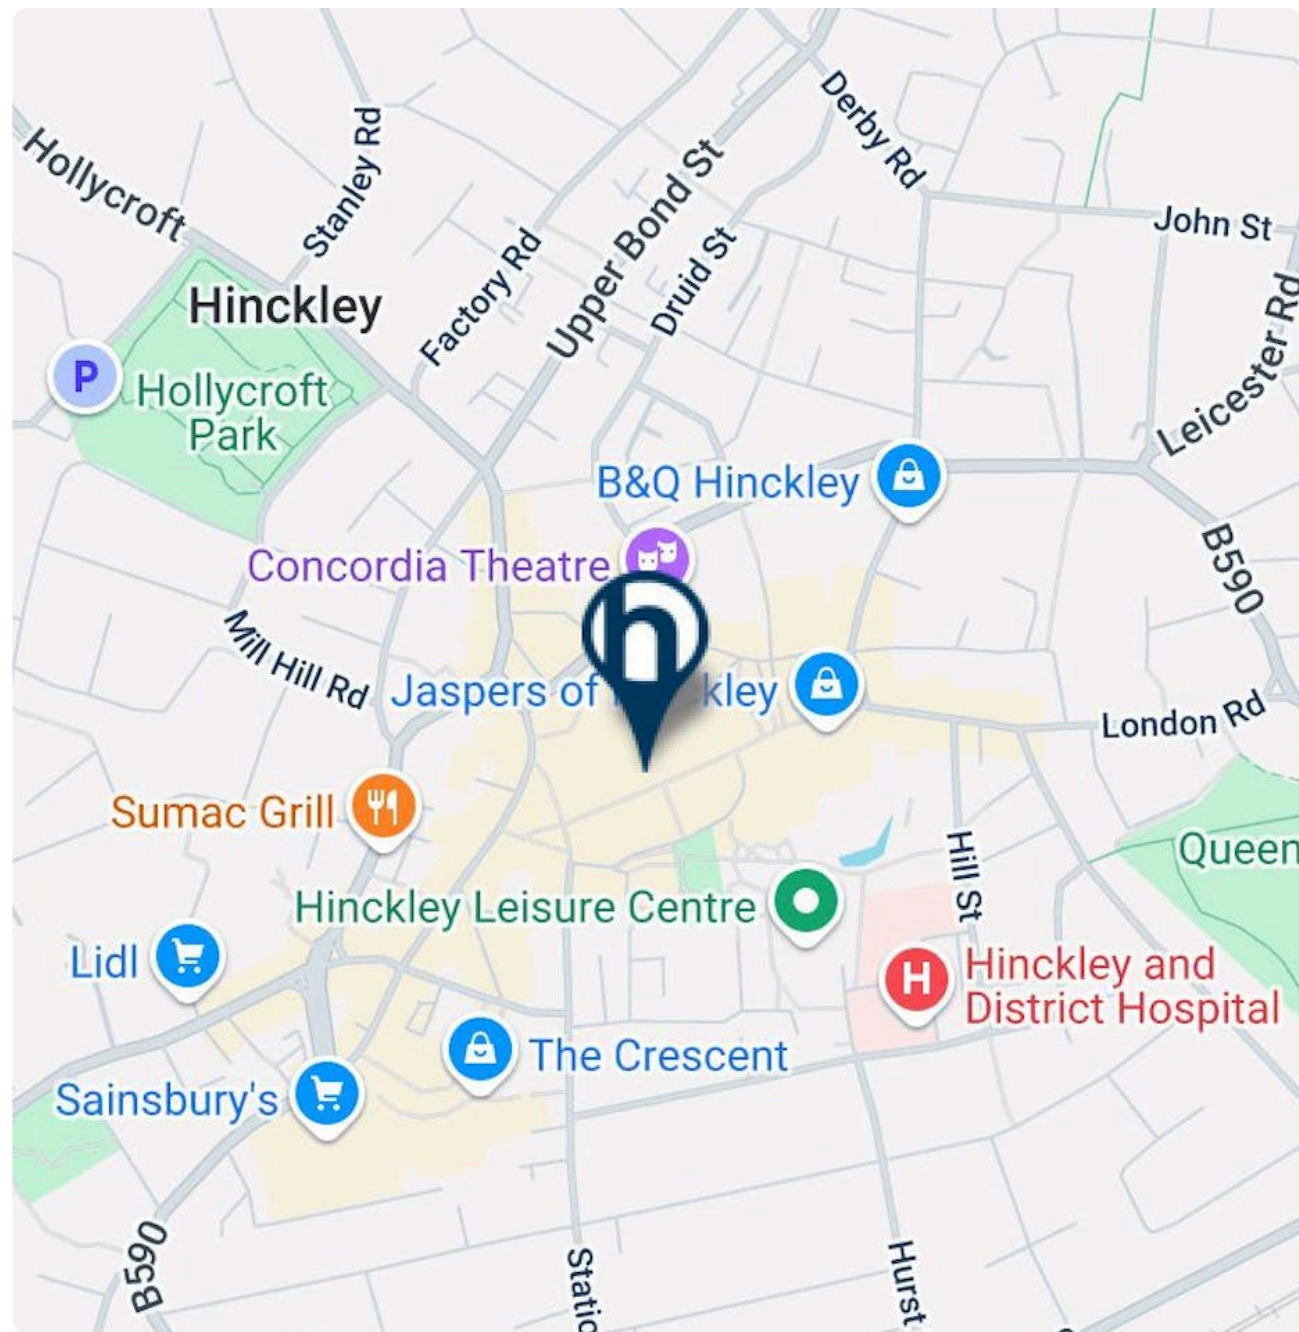 Derby Rd
Stanley Rd
Hollycroft
Upper Bond St
John St
Factory Rd
Druid St
Hinckley
Leicester Rd
P
Hollycroft
Park
B&Q Hinckley
B590
Concordia Theatre
h
Mill Hill Rd
Jaspers of
kley
London Rd
Sumac Grill
Queen
Hill St
Hinckley Leisure Centre
Lidl
H
Hinckley and
District Hospital
The Crescent
Sainsbury's
B590
Statio
Hurst